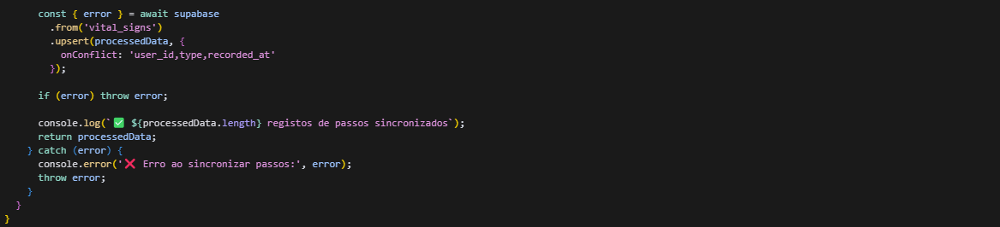 const { error } = await supabase
.from('vital_signs')
.upsert(processedData, {
onConflict: 'user_id,type,recorded_at'
});
if (error) throw error;
console.log(`✅ ${processedData.length} registos de passos sincronizados`);
return processedData;
} catch (error) {
console.error('❌ Erro ao sincronizar passos:', error);
throw error;
}
}
}